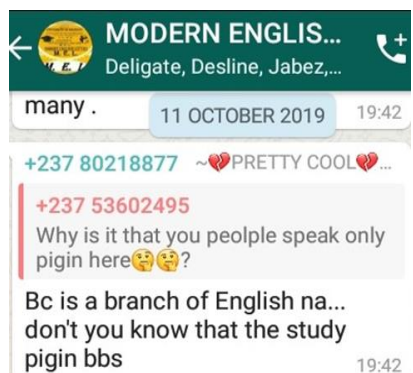 MODERN ENGLIS...
Deligate, Desline, Jabez,...
many .
11 OCTOBER 2019
19:42
+237 80218877 ~💔PRETTY COOL💔...
+237 53602495
Why is it that you peolple speak only
pigin here🤔🤔?
Bc is a branch of English na...
don't you know that the study
pigin bbs
19:42